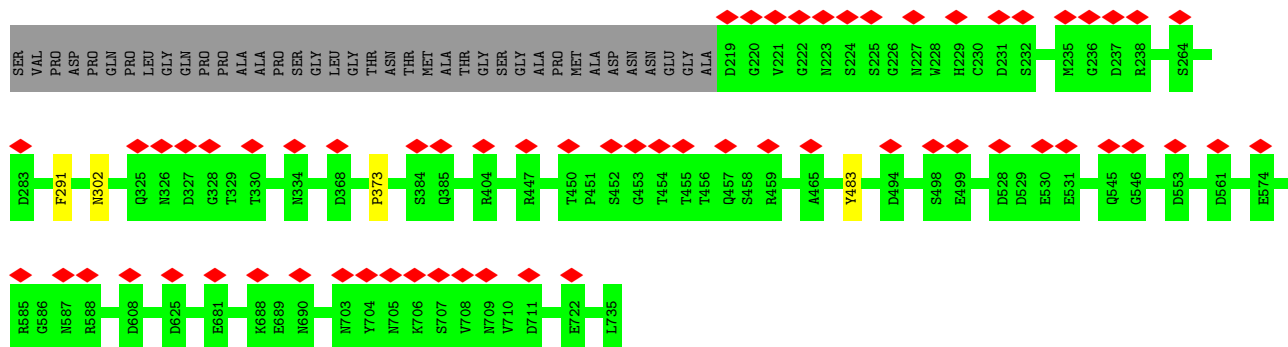 SER VAL PRO ASP PRO GLN PRO LEU GLY GLN PRO PRO ALA ALA PRO SER GLY LEU GLY THR ASN THR MET ALA THR GLY SER GLY ALA PRO MET ALA ASP ASN ASN GLU GLY ALA D219 G220 V221 G222 N223 S224 S225 G226 N227 W228 H229 C230 D231 S232 M235 G236 D237 R238 S264
D283 F291 N302 Q325 N326 D327 G328 T329 T330 N334 D368 P373 S384 Q385 R404 R447 T450 P451 S452 G453 T454 T455 T456 Q457 S458 R459 A465 Y483 D494 S498 E499 D528 D529 E530 E531 Q545 G546 D553 D561 E574
R585 G586 N587 R588 D608 D625 E681 K688 E689 N690 N703 Y704 N705 K706 S707 V708 N709 V710 D711 E722 L735